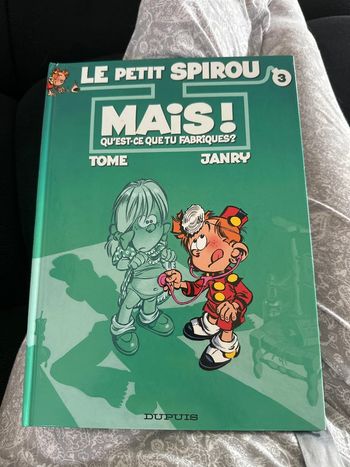 LE PETIT SPIROU
3
MAiS !
QU'EST-CE QUE TU FABRIQUES ?
TOME JANRY
DUPUIS